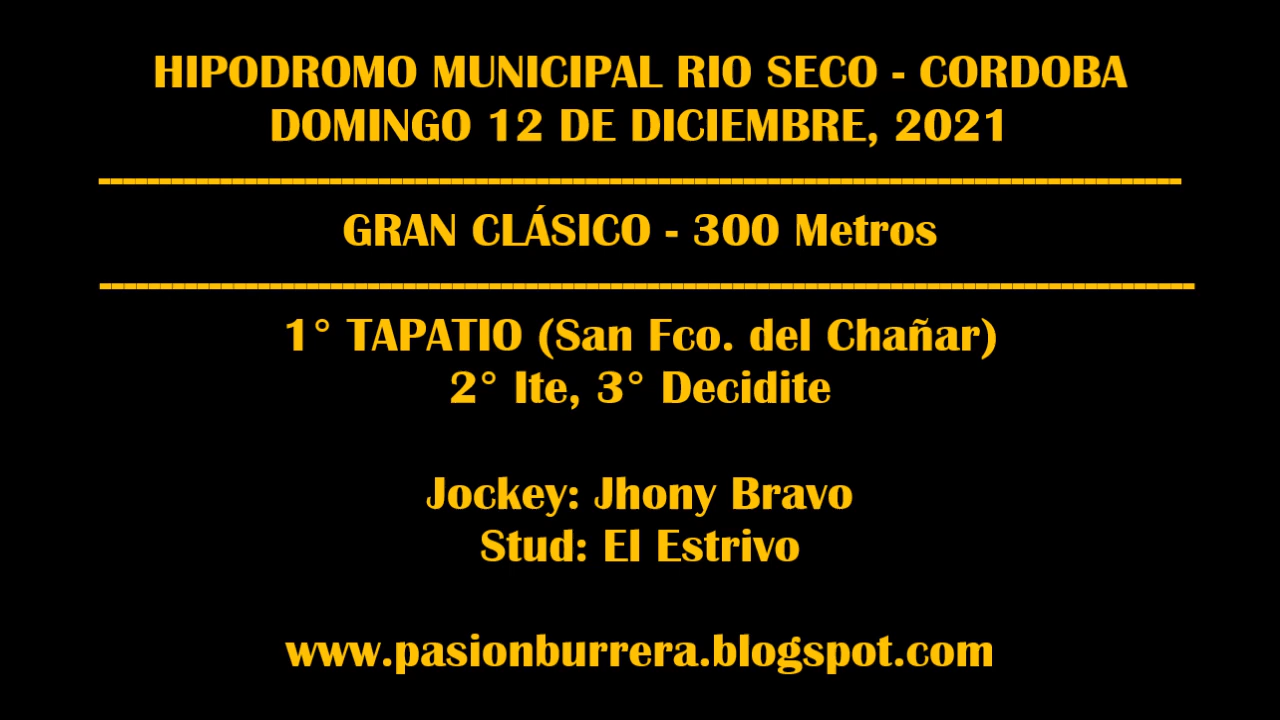 HIPODROMO MUNICIPAL RIO SECO - CORDOBA
DOMINGO 12 DE DICIEMBRE, 2021
GRAN CLÁSICO - 300 Metros
1° TAPATIO (San Fco. del Chañar)
2° Ite, 3° Decidite
Jockey: Jhony Bravo
Stud: El Estrivo
www.pasionburrera.blogspot.com